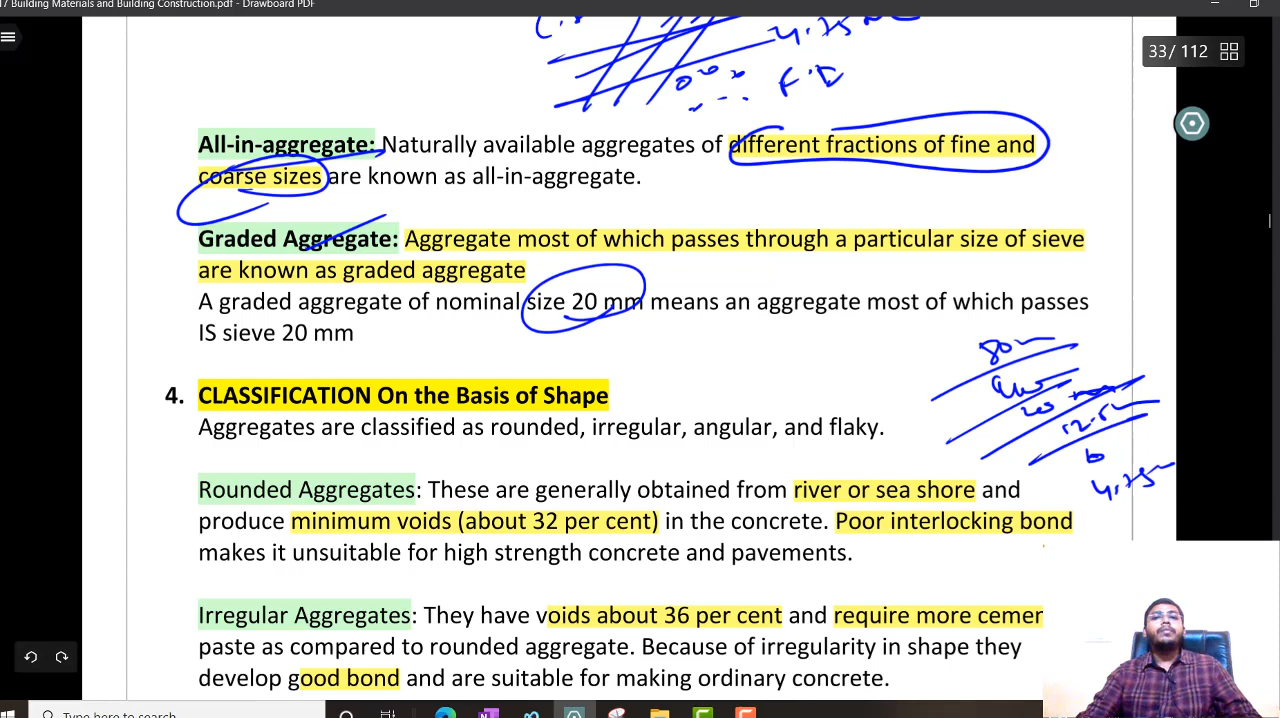 17 Building Materials and Building Construction.pdf - Drawboard PDF
33 / 112
4.75
All-in-aggregate: Naturally available aggregates of different fractions of fine and
coarse sizes are known as all-in-aggregate.
Graded Aggregate: Aggregate most of which passes through a particular size of sieve
are known as graded aggregate
A graded aggregate of nominal size 20 mm means an aggregate most of which passes
IS sieve 20 mm
80
12.5
4.75
4. CLASSIFICATION On the Basis of Shape
Aggregates are classified as rounded, irregular, angular, and flaky.
Rounded Aggregates: These are generally obtained from river or sea shore and
produce minimum voids (about 32 per cent) in the concrete. Poor interlocking bond
makes it unsuitable for high strength concrete and pavements.
Irregular Aggregates: They have voids about 36 per cent and require more cemer
paste as compared to rounded aggregate. Because of irregularity in shape they
develop good bond and are suitable for making ordinary concrete.
Type here to search